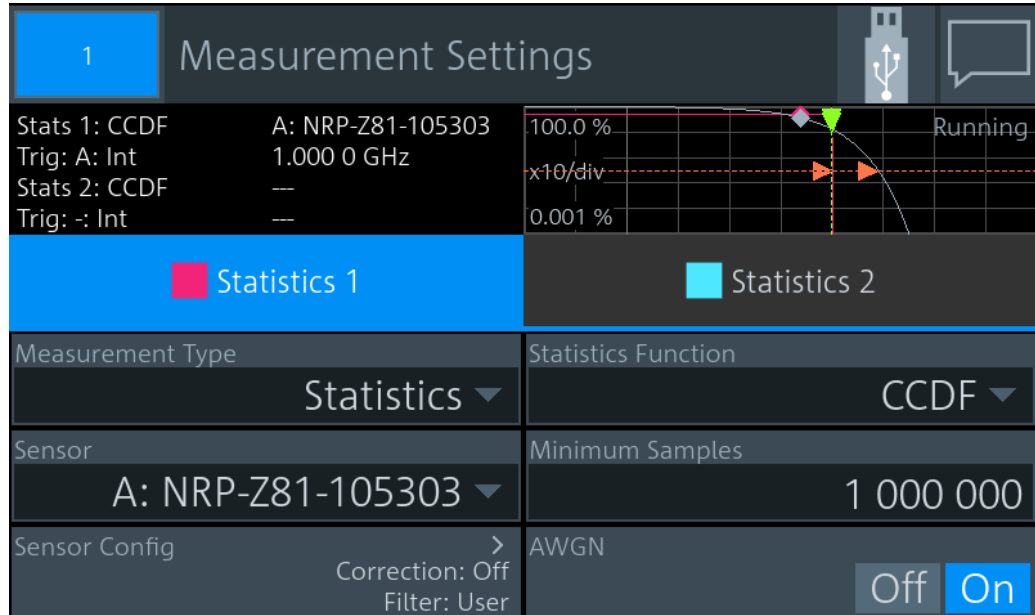 1
Measurement Settings
Stats 1: CCDF A: NRP-Z81-105303
Trig: A: Int 1.000 0 GHz
Stats 2: CCDF ---
Trig: -: Int ---
100.0 % Running
x10/div
0.001 %
Statistics 1 Statistics 2
Measurement Type Statistics Function
Statistics CCDF
Sensor Minimum Samples
A: NRP-Z81-105303 1 000 000
Sensor Config > AWGN
Correction: Off
Filter: User Off On